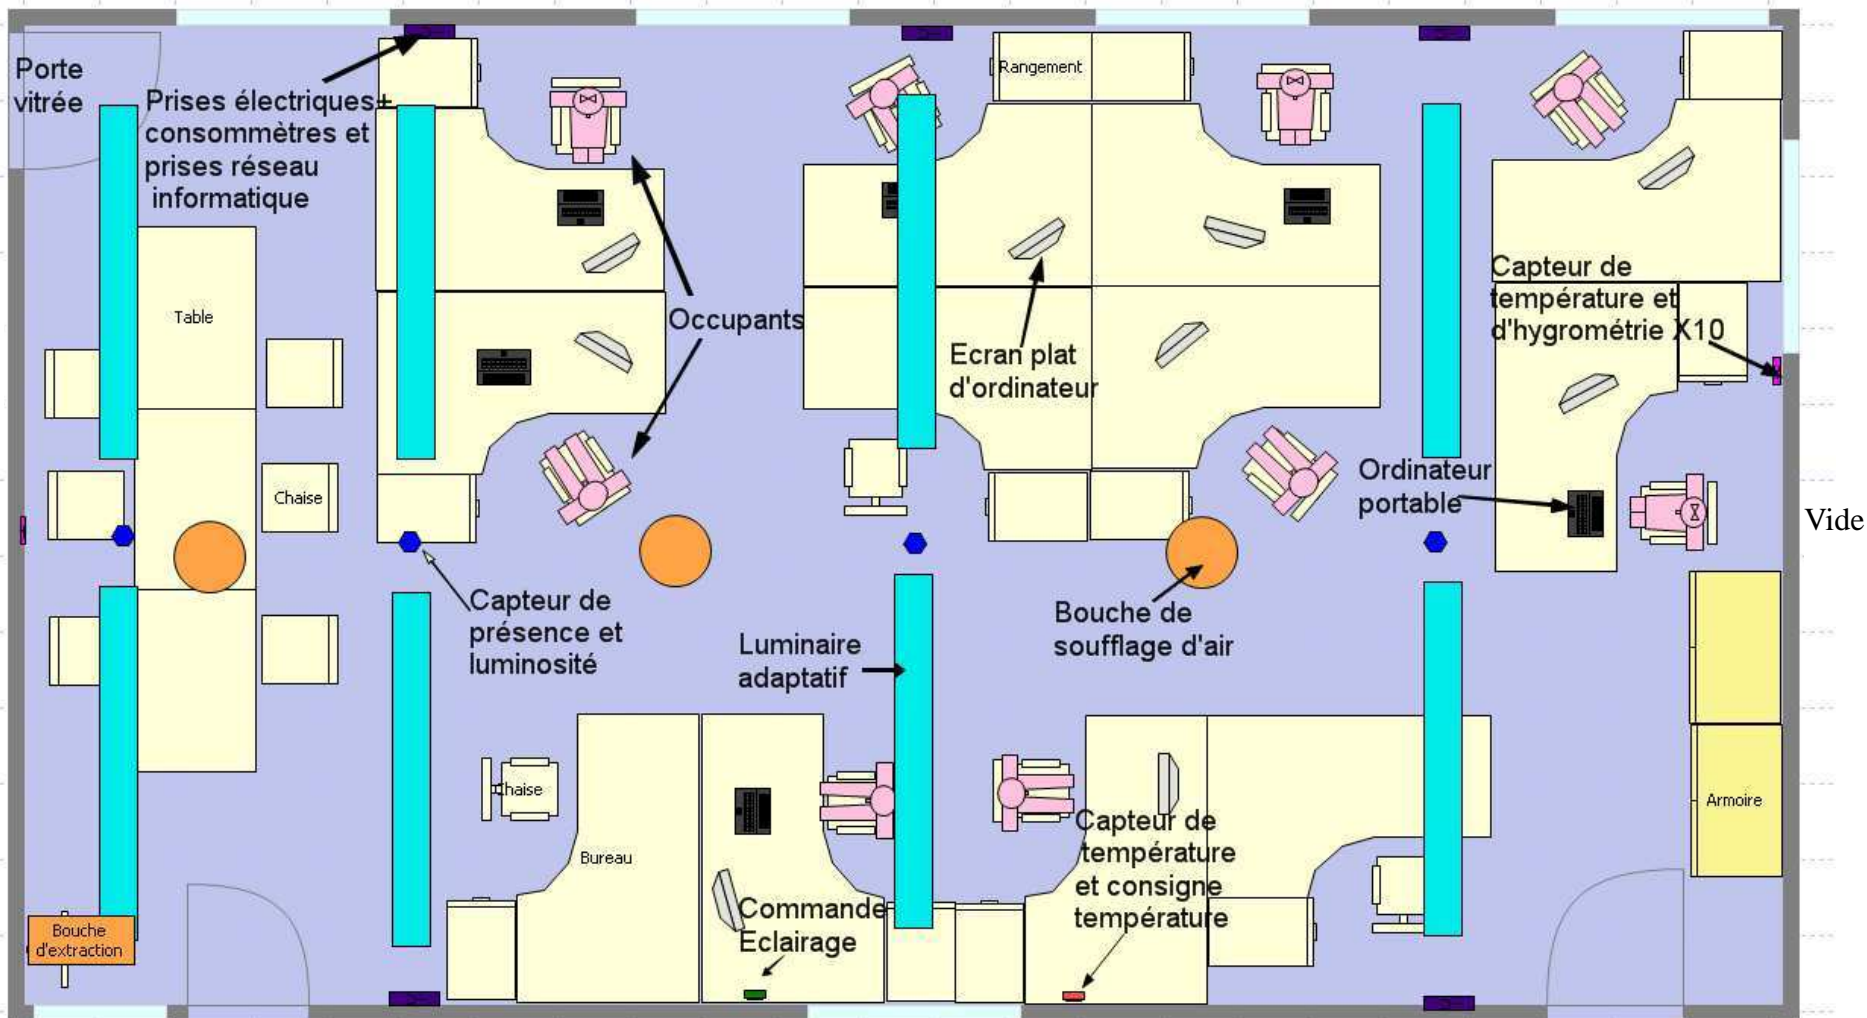 Porte
vitrée
Prises électriques+
consommètres et
prises réseau
informatique
Rangement
Table
Occupants
Capteur de
température et
d'hygrométrie X10
Ecran plat
d'ordinateur
Chaise
Ordinateur
portable
Vide
Capteur de
présence et
luminosité
Luminaire
adaptatif
Bouche de
soufflage d'air
Chaise
Bureau
Capteur de
température
et consigne
température
Armoire
Commande
Eclairage
Bouche
d'extraction